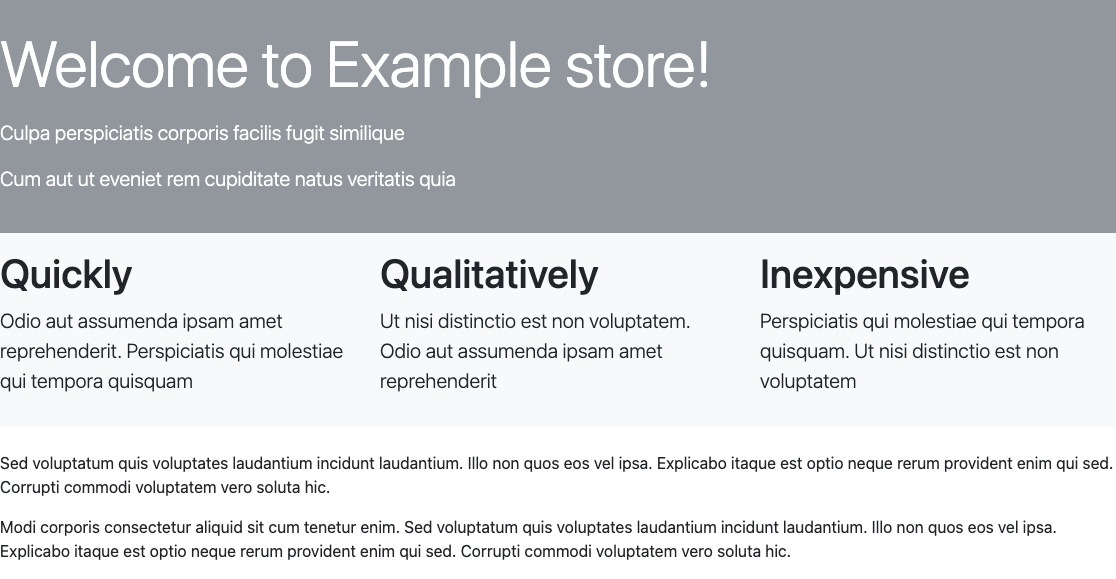 Welcome to Example store!
Culpa perspiciatis corporis facilis fugit similique
Cum aut ut eveniet rem cupiditate natus veritatis quia
Quickly
Odio aut assumenda ipsam amet
reprehenderit. Perspiciatis qui molestiae
qui tempora quisquam
Qualitatively
Ut nisi distinctio est non voluptatem.
Odio aut assumenda ipsam amet
reprehenderit
Inexpensive
Perspiciatis qui molestiae qui tempora
quisquam. Ut nisi distinctio est non
voluptatem
Sed voluptatum quis voluptates laudantium incidunt laudantium. Illo non quos eos vel ipsa. Explicabo itaque est optio neque rerum provident enim qui sed.
Corrupti commodi voluptatem vero soluta hic.
Modi corporis consectetur aliquid sit cum tenetur enim. Sed voluptatum quis voluptates laudantium incidunt laudantium. Illo non quos eos vel ipsa.
Explicabo itaque est optio neque rerum provident enim qui sed. Corrupti commodi voluptatem vero soluta hic.